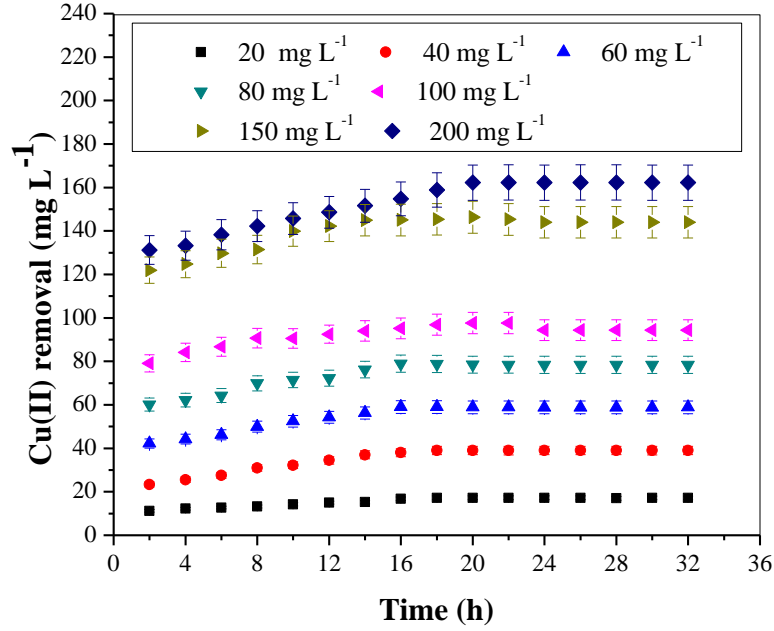 240
220
200
180
160
140
120
100
80
60
40
20
0
Cu(II) removal (mg L⁻¹)
20 mg L⁻¹ 40 mg L⁻¹ 60 mg L⁻¹
80 mg L⁻¹ 100 mg L⁻¹
150 mg L⁻¹ 200 mg L⁻¹
0 4 8 12 16 20 24 28 32 36
Time (h)